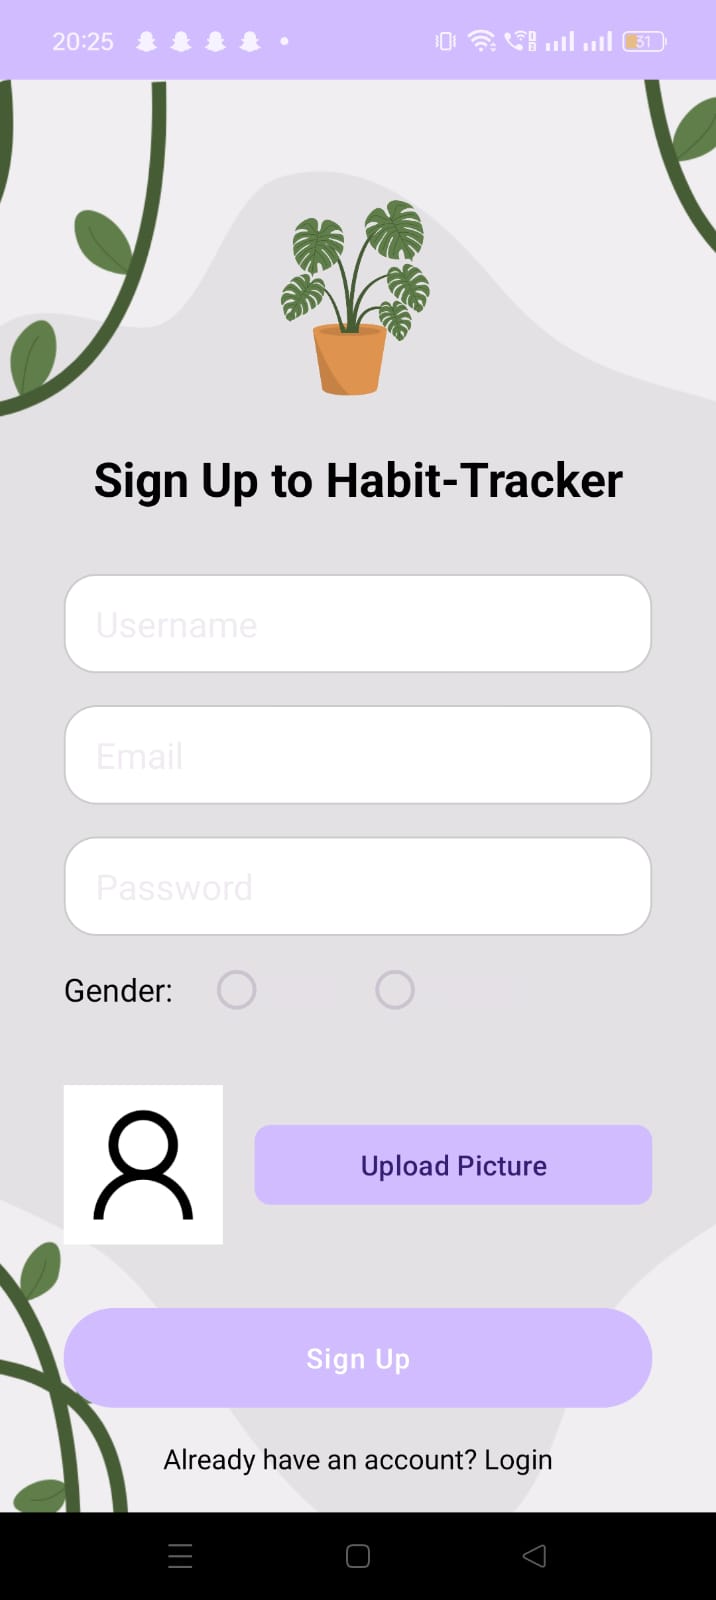 20:25 31
Sign Up to Habit-Tracker
Username
Email
Password
Gender:
Upload Picture
Sign Up
Already have an account? Login